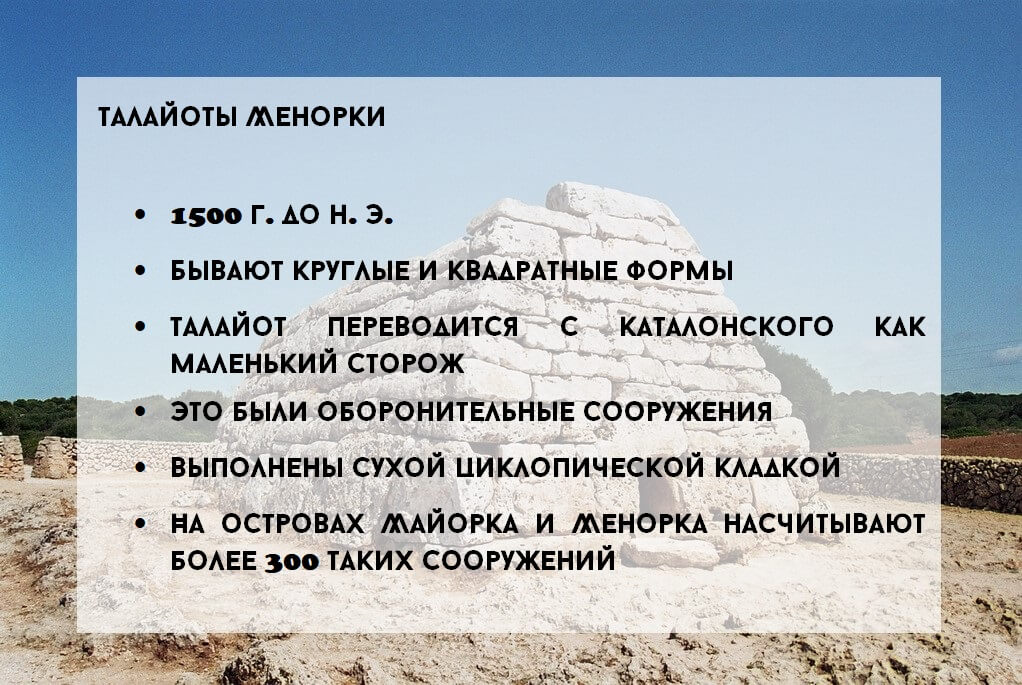 ТАЛАЙОТЫ МЕНОРКИ
• 1500 Г. ДО Н. Э.
• БЫВАЮТ КРУГЛЫЕ И КВАДРАТНЫЕ ФОРМЫ
• ТАЛАЙОТ ПЕРЕВОДИТСЯ С КАТАЛОНСКОГО КАК
МАЛЕНЬКИЙ СТОРОЖ
• ЭТО БЫЛИ ОБОРОНИТЕЛЬНЫЕ СООРУЖЕНИЯ
• ВЫПОЛНЕНЫ СУХОЙ ЦИКЛОПИЧЕСКОЙ КЛАДКОЙ
• НА ОСТРОВАХ МАЙОРКА И МЕНОРКА НАСЧИТЫВАЮТ
БОЛЕЕ 300 ТАКИХ СООРУЖЕНИЙ